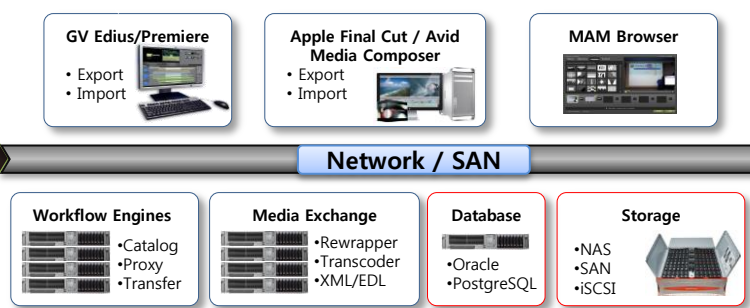 GV Edius/Premiere
• Export
• Import
Apple Final Cut / Avid
Media Composer
• Export
• Import
MAM Browser
Network / SAN
Workflow Engines
•Catalog
•Proxy
•Transfer
Media Exchange
•Rewrapper
•Transcoder
•XML/EDL
Database
•Oracle
•PostgreSQL
Storage
•NAS
•SAN
•iSCSI